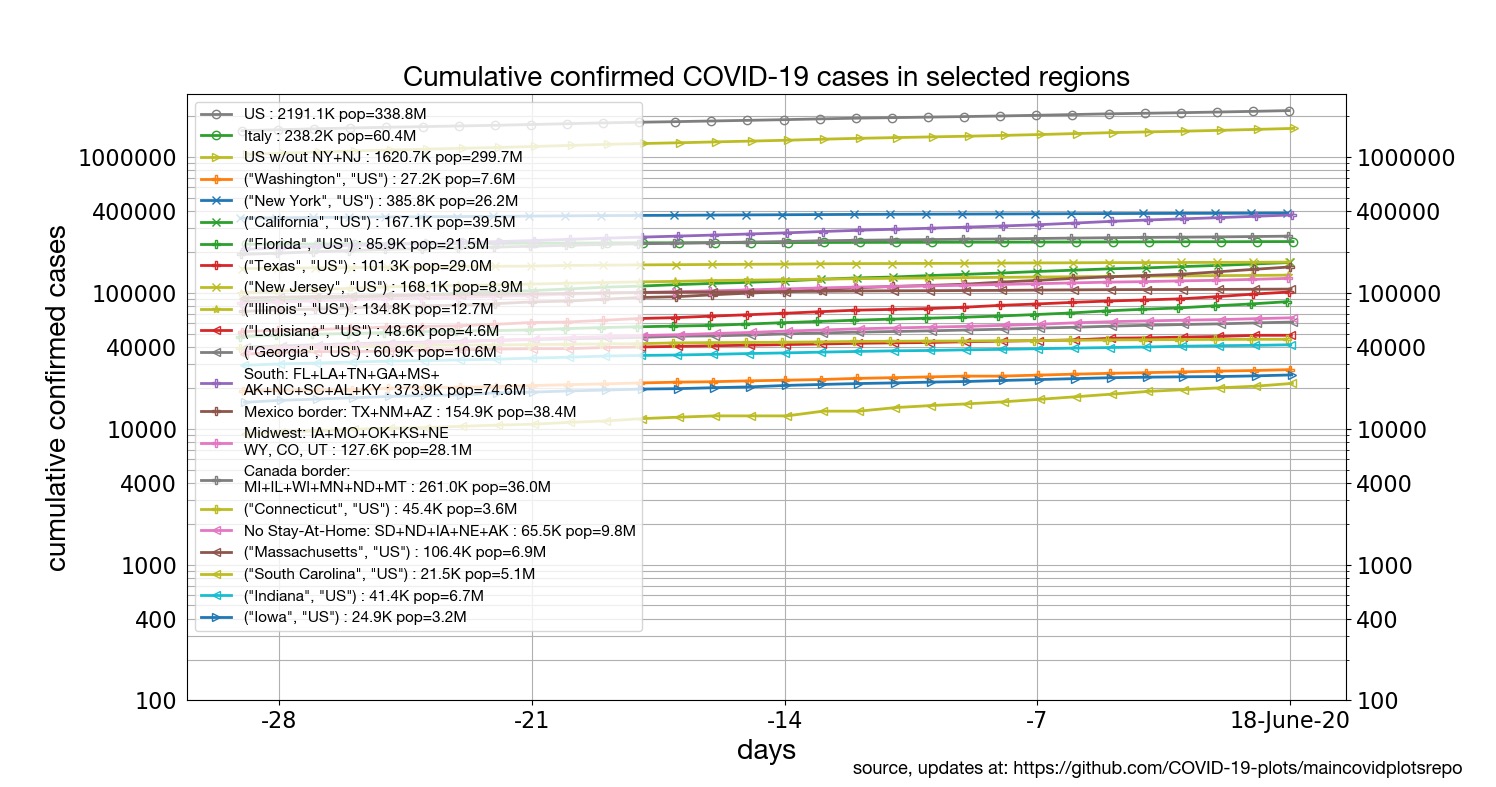 Cumulative confirmed COVID-19 cases in selected regions
US : 2191.1K pop=338.8M
Italy : 238.2K pop=60.4M
US w/out NY+NJ : 1620.7K pop=299.7M
("Washington", "US") : 27.2K pop=7.6M
("New York", "US") : 385.8K pop=26.2M
("California", "US") : 167.1K pop=39.5M
("Florida", "US") : 85.9K pop=21.5M
("Texas", "US") : 101.3K pop=29.0M
("New Jersey", "US") : 168.1K pop=8.9M
("Illinois", "US") : 134.8K pop=12.7M
("Louisiana", "US") : 48.6K pop=4.6M
("Georgia", "US") : 60.9K pop=10.6M
South: FL+LA+TN+GA+MS+
AK+NC+SC+AL+KY : 373.9K pop=74.6M
Mexico border: TX+NM+AZ : 154.9K pop=38.4M
Midwest: IA+MO+OK+KS+NE
WY, CO, UT : 127.6K pop=28.1M
Canada border:
MI+IL+WI+MN+ND+MT : 261.0K pop=36.0M
("Connecticut", "US") : 45.4K pop=3.6M
No Stay-At-Home: SD+ND+IA+NE+AK : 65.5K pop=9.8M
("Massachusetts", "US") : 106.4K pop=6.9M
("South Carolina", "US") : 21.5K pop=5.1M
("Indiana", "US") : 41.4K pop=6.7M
("Iowa", "US") : 24.9K pop=3.2M
cumulative confirmed cases
1000000
400000
100000
40000
10000
4000
1000
400
100
1000000
400000
100000
40000
10000
4000
1000
400
100
-28
-21
-14
-7
18-June-20
days
source, updates at: https://github.com/COVID-19-plots/maincovidplotsrepo